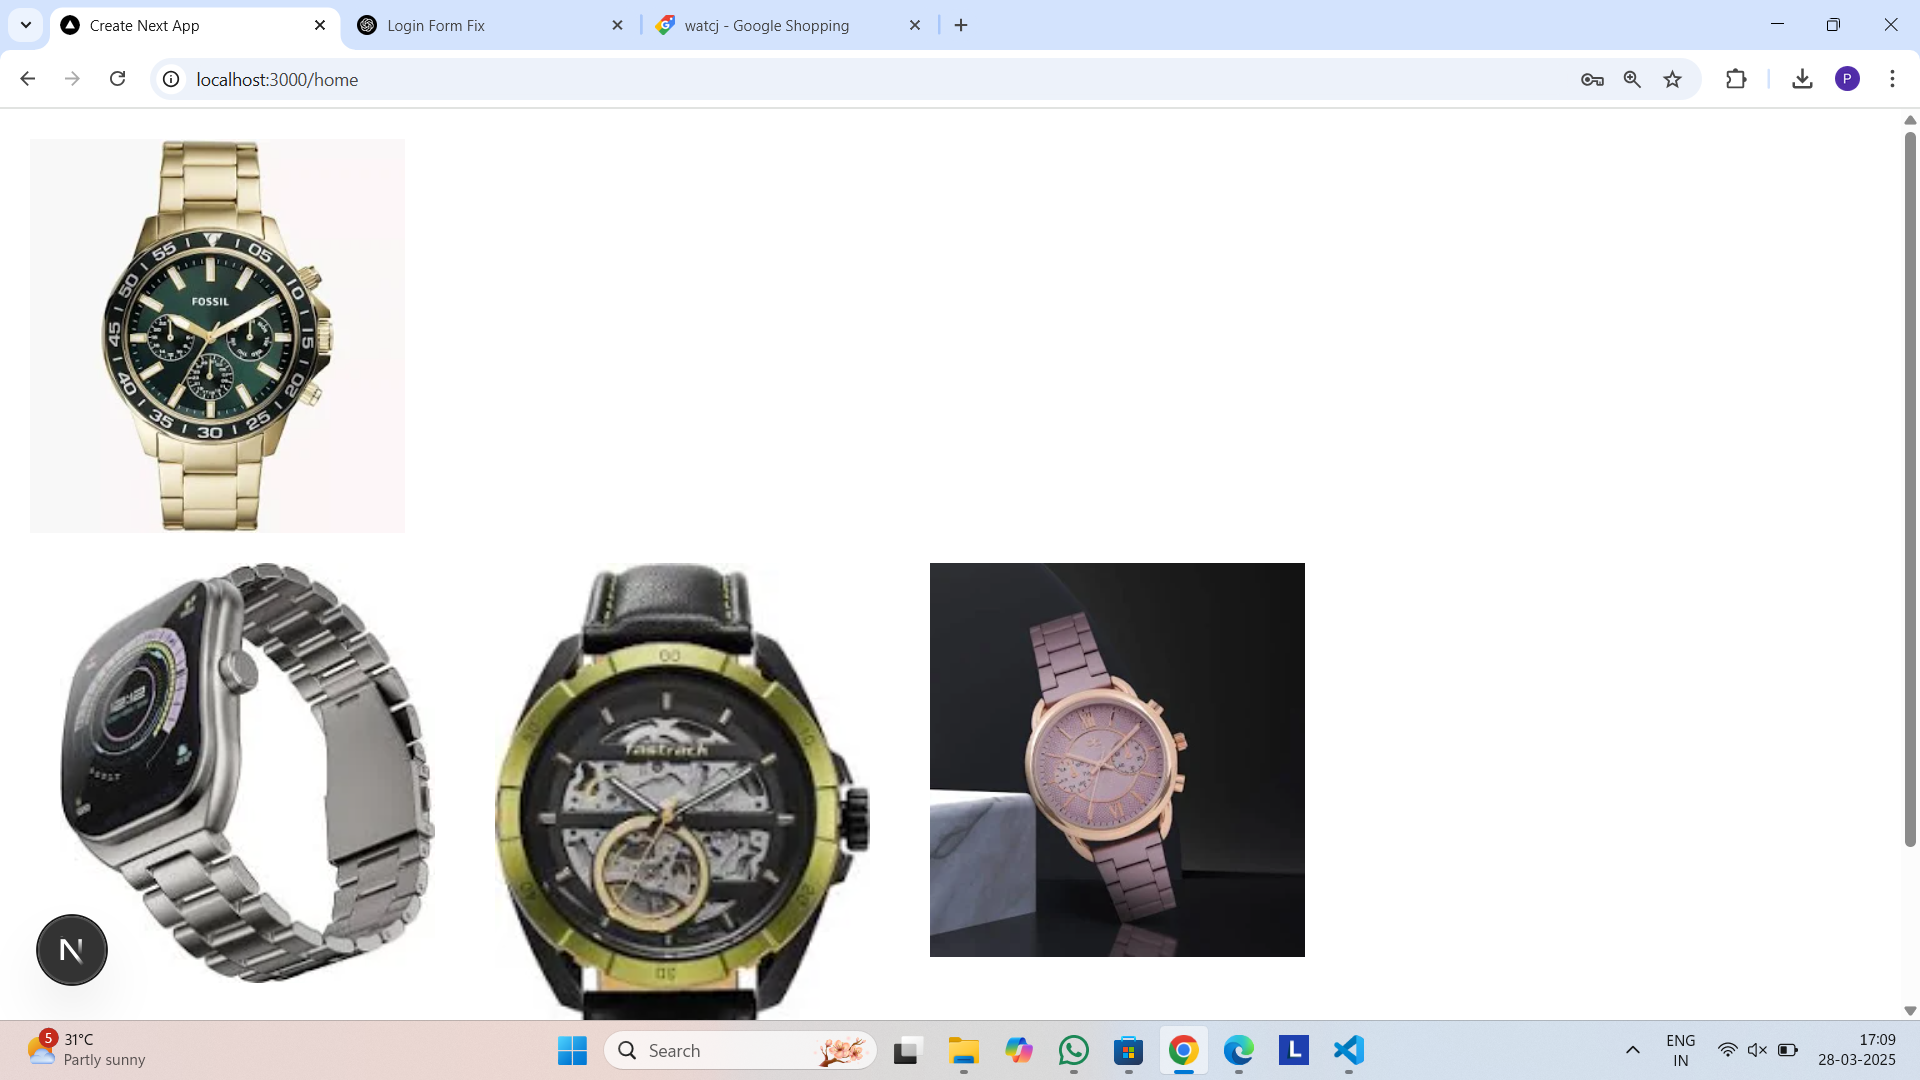 Create Next App
Login Form Fix
watcj - Google Shopping
localhost:3000/home
P
FOSSIL
55 05 10 15 20 25 30 35 40 45 50
fastrack
N
5
31°C
Partly sunny
Search
L
ENG
IN
17:09
28-03-2025